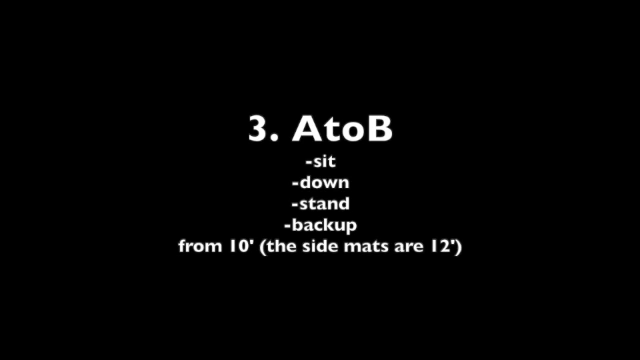 3. AtoB
-sit
-down
-stand
-backup
from 10' (the side mats are 12')